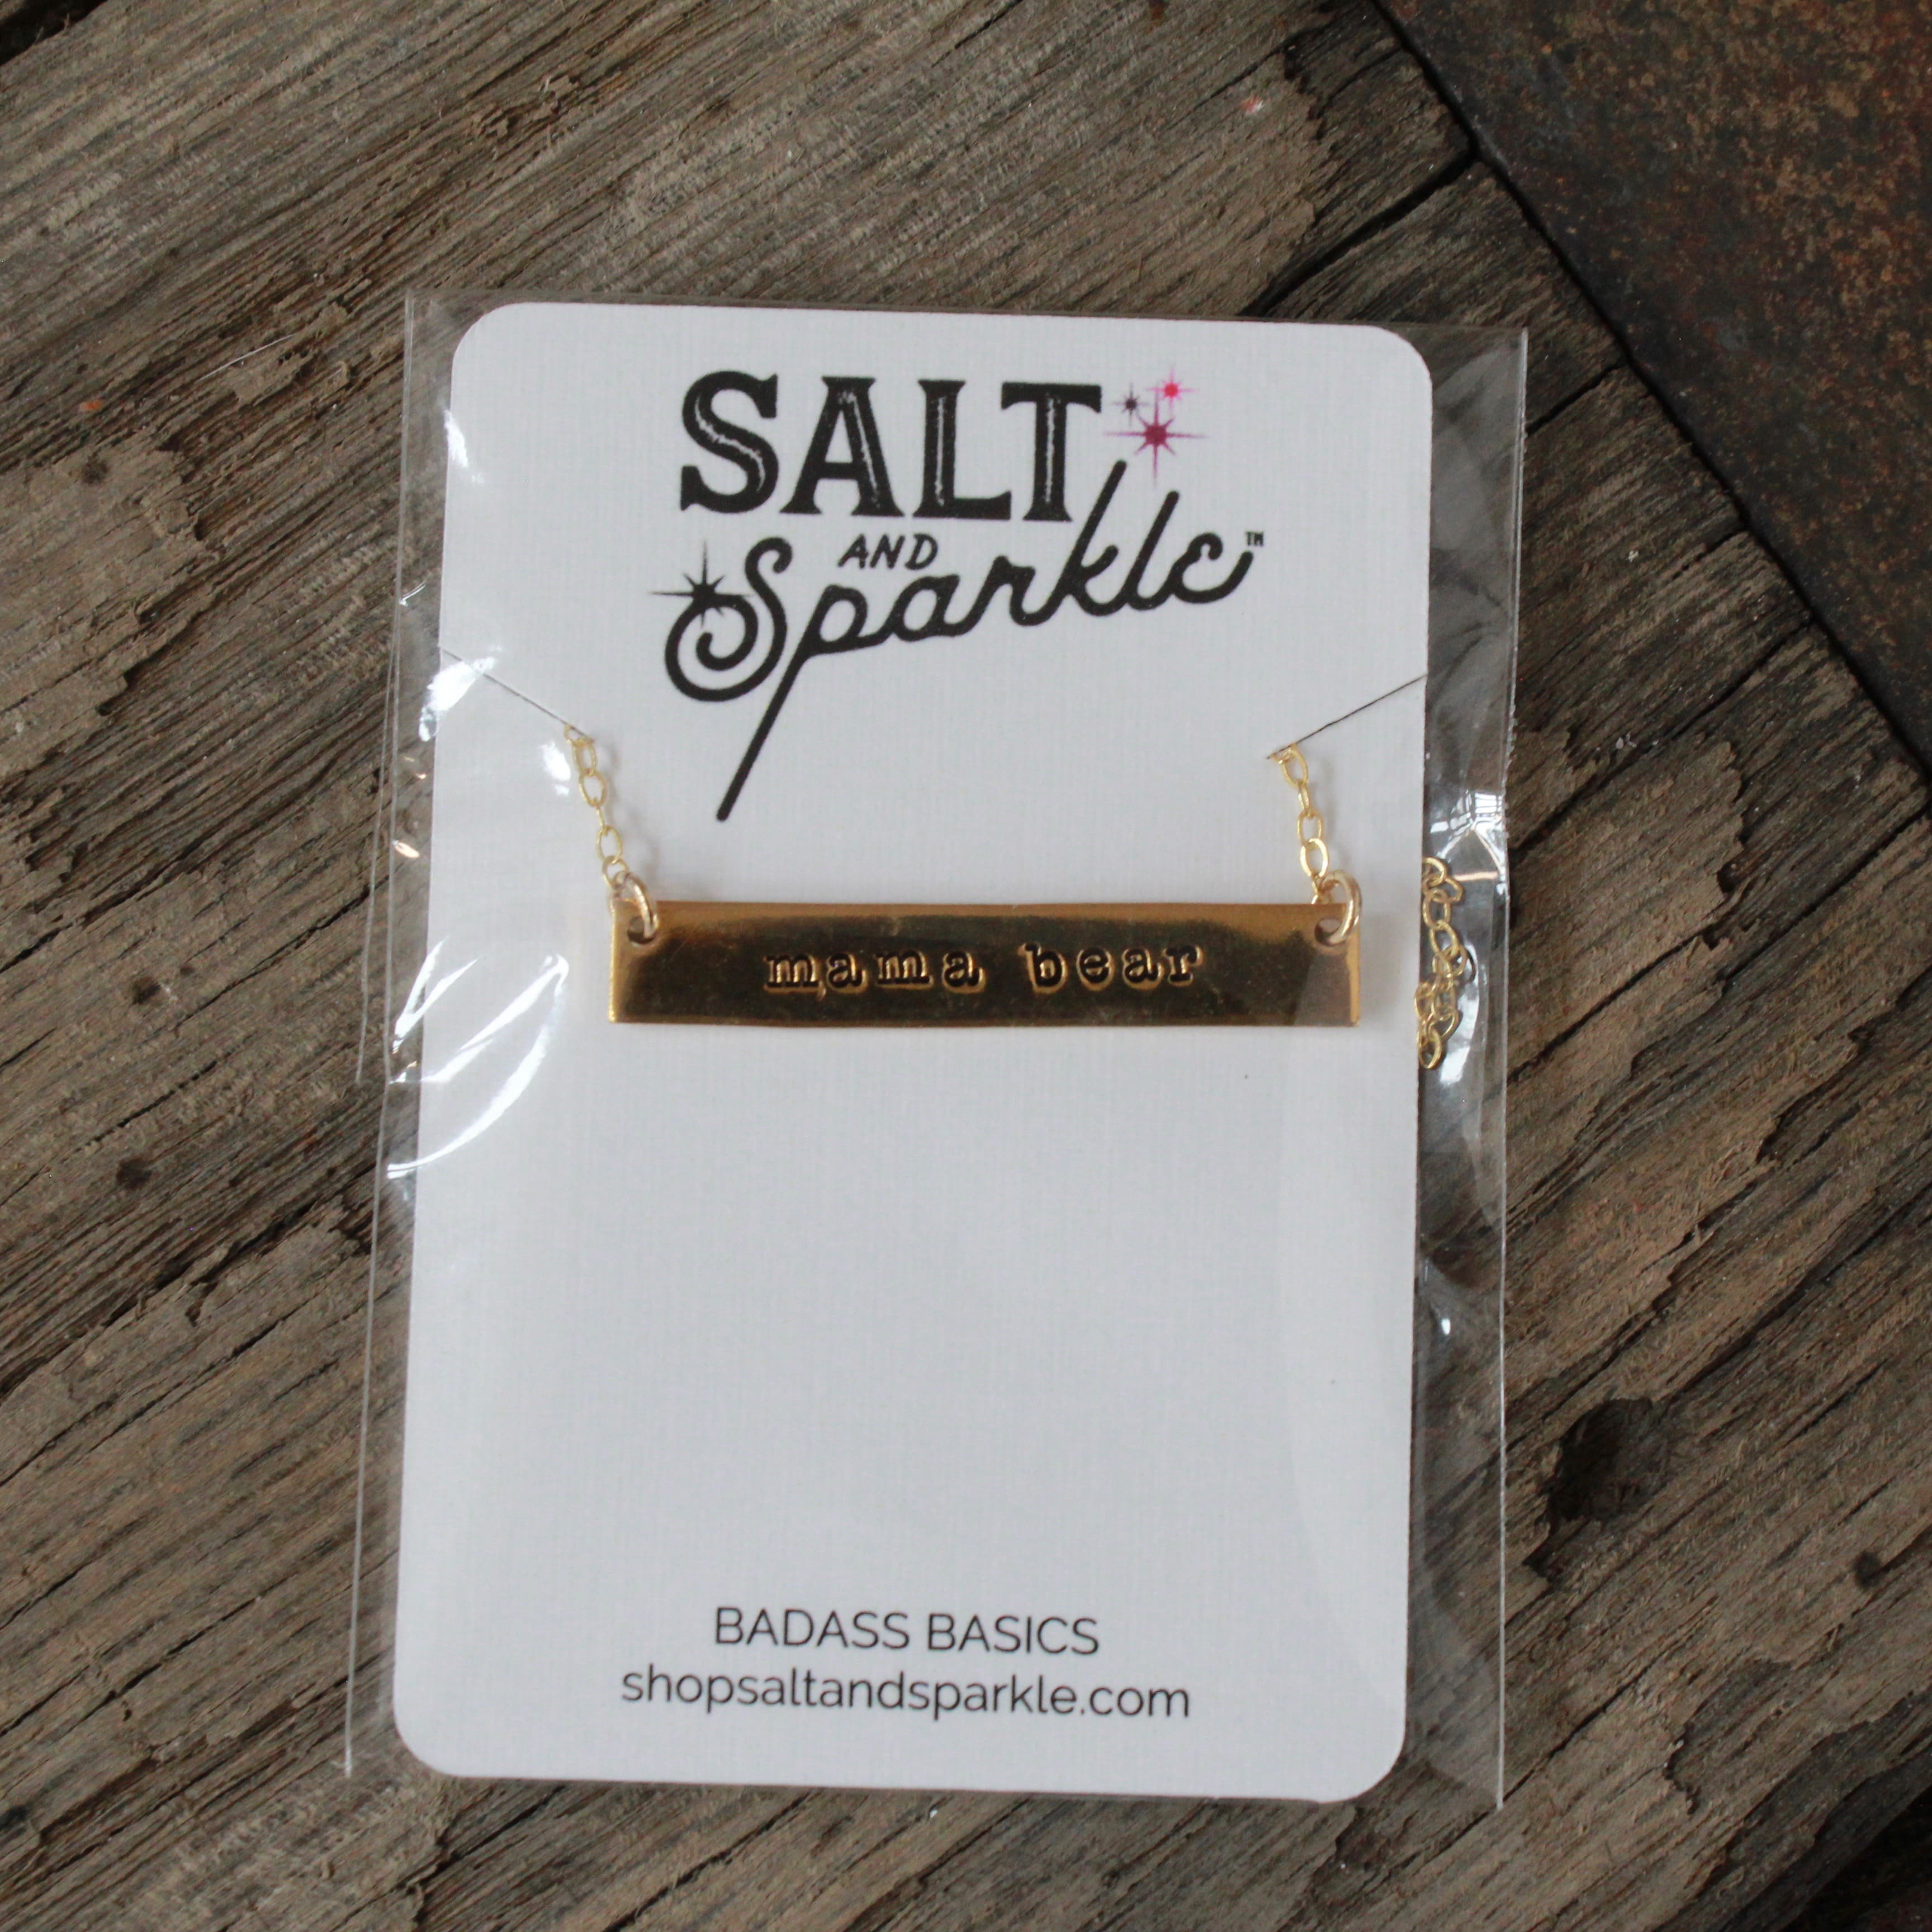 SALT
AND
Sparkle™
mama bear
BADASS BASICS
shopsaltandsparkle.com